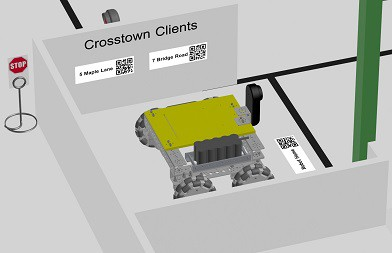 STOP
Crosstown Clients
5 Maple Lane
7 Bridge Road